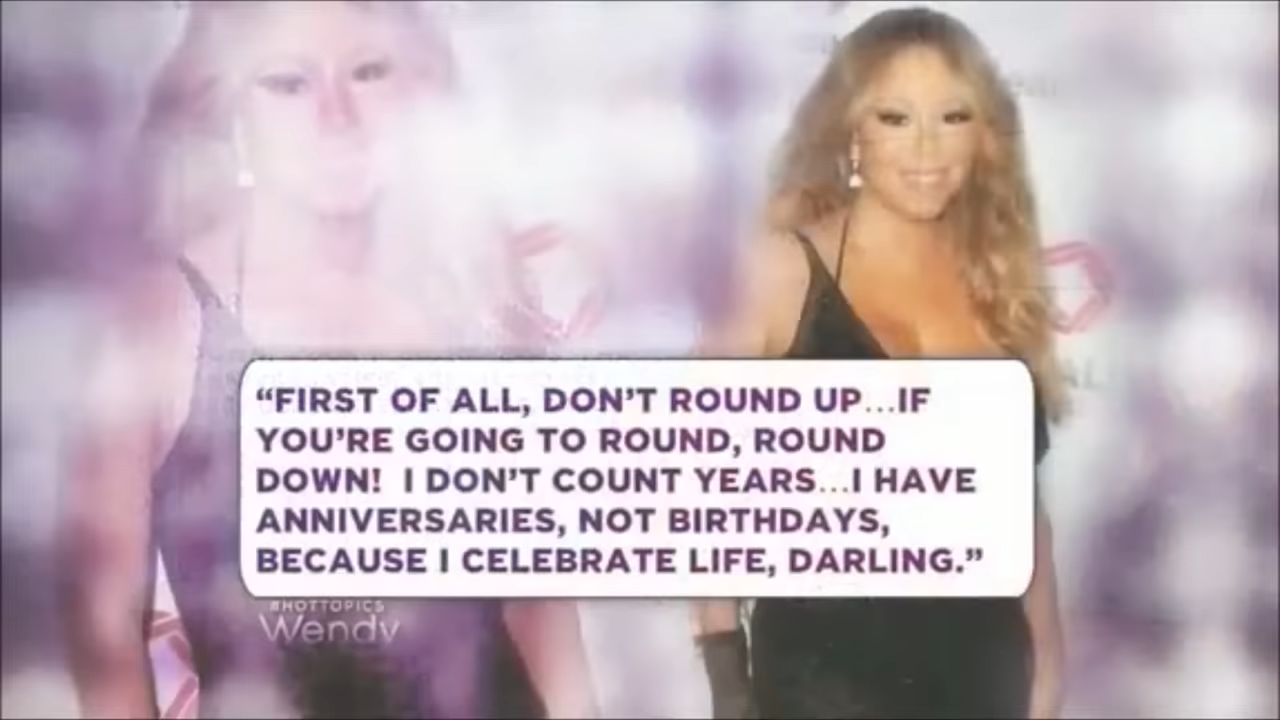 “FIRST OF ALL, DON’T ROUND UP...IF
YOU’RE GOING TO ROUND, ROUND
DOWN!  I DON’T COUNT YEARS...I HAVE
ANNIVERSARIES, NOT BIRTHDAYS,
BECAUSE I CELEBRATE LIFE, DARLING.”
#HOTTOPICS
Wendy